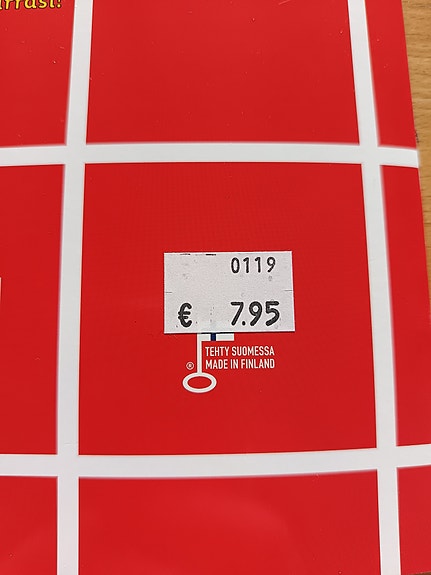 0119
€ 7.95
TEHTY SUOMESSA
® MADE IN FINLAND